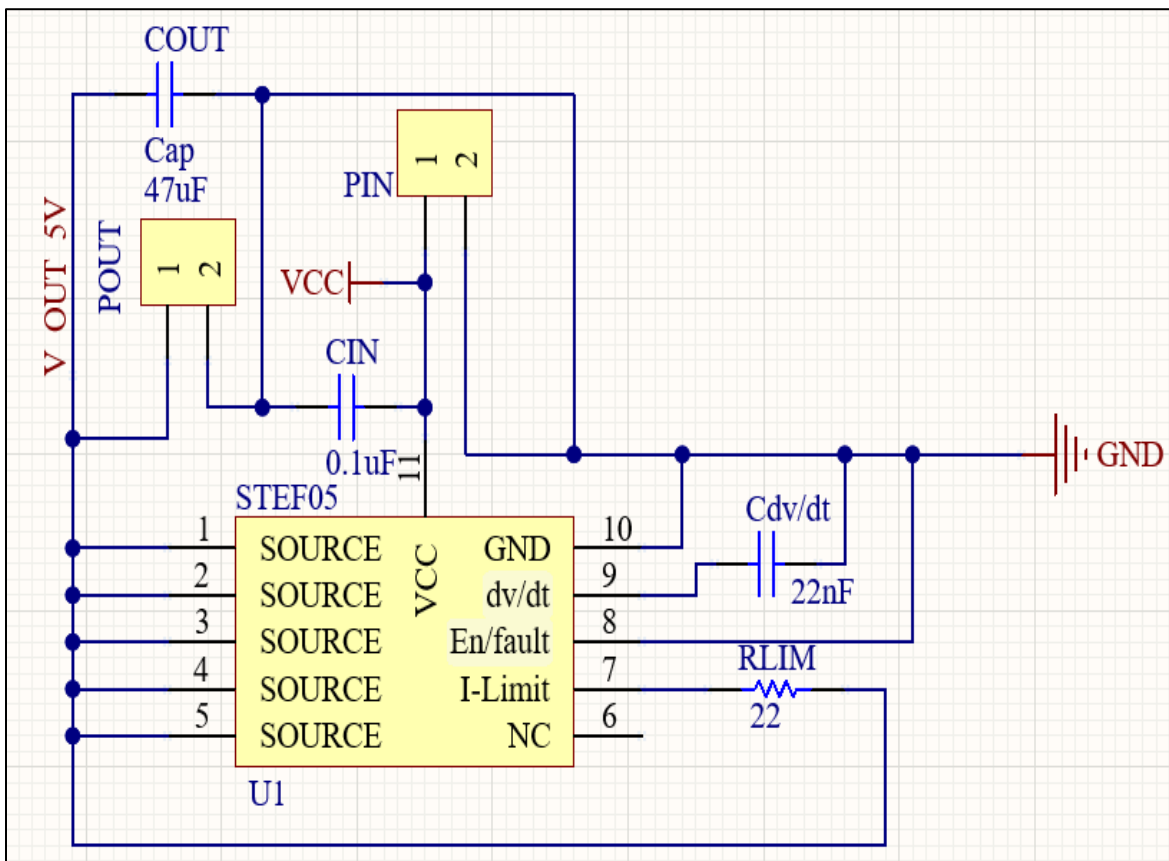 COUT
Cap
47uF
PIN
1
2
V OUT 5V
POUT
1
2
VCC
CIN
0.1uF
11
GND
STEF05
Cdv/dt
22nF
1
SOURCE
VCC
GND
10
2
SOURCE
dv/dt
9
3
SOURCE
En/fault
8
4
SOURCE
I-Limit
7
5
SOURCE
NC
6
RLIM
22
U1